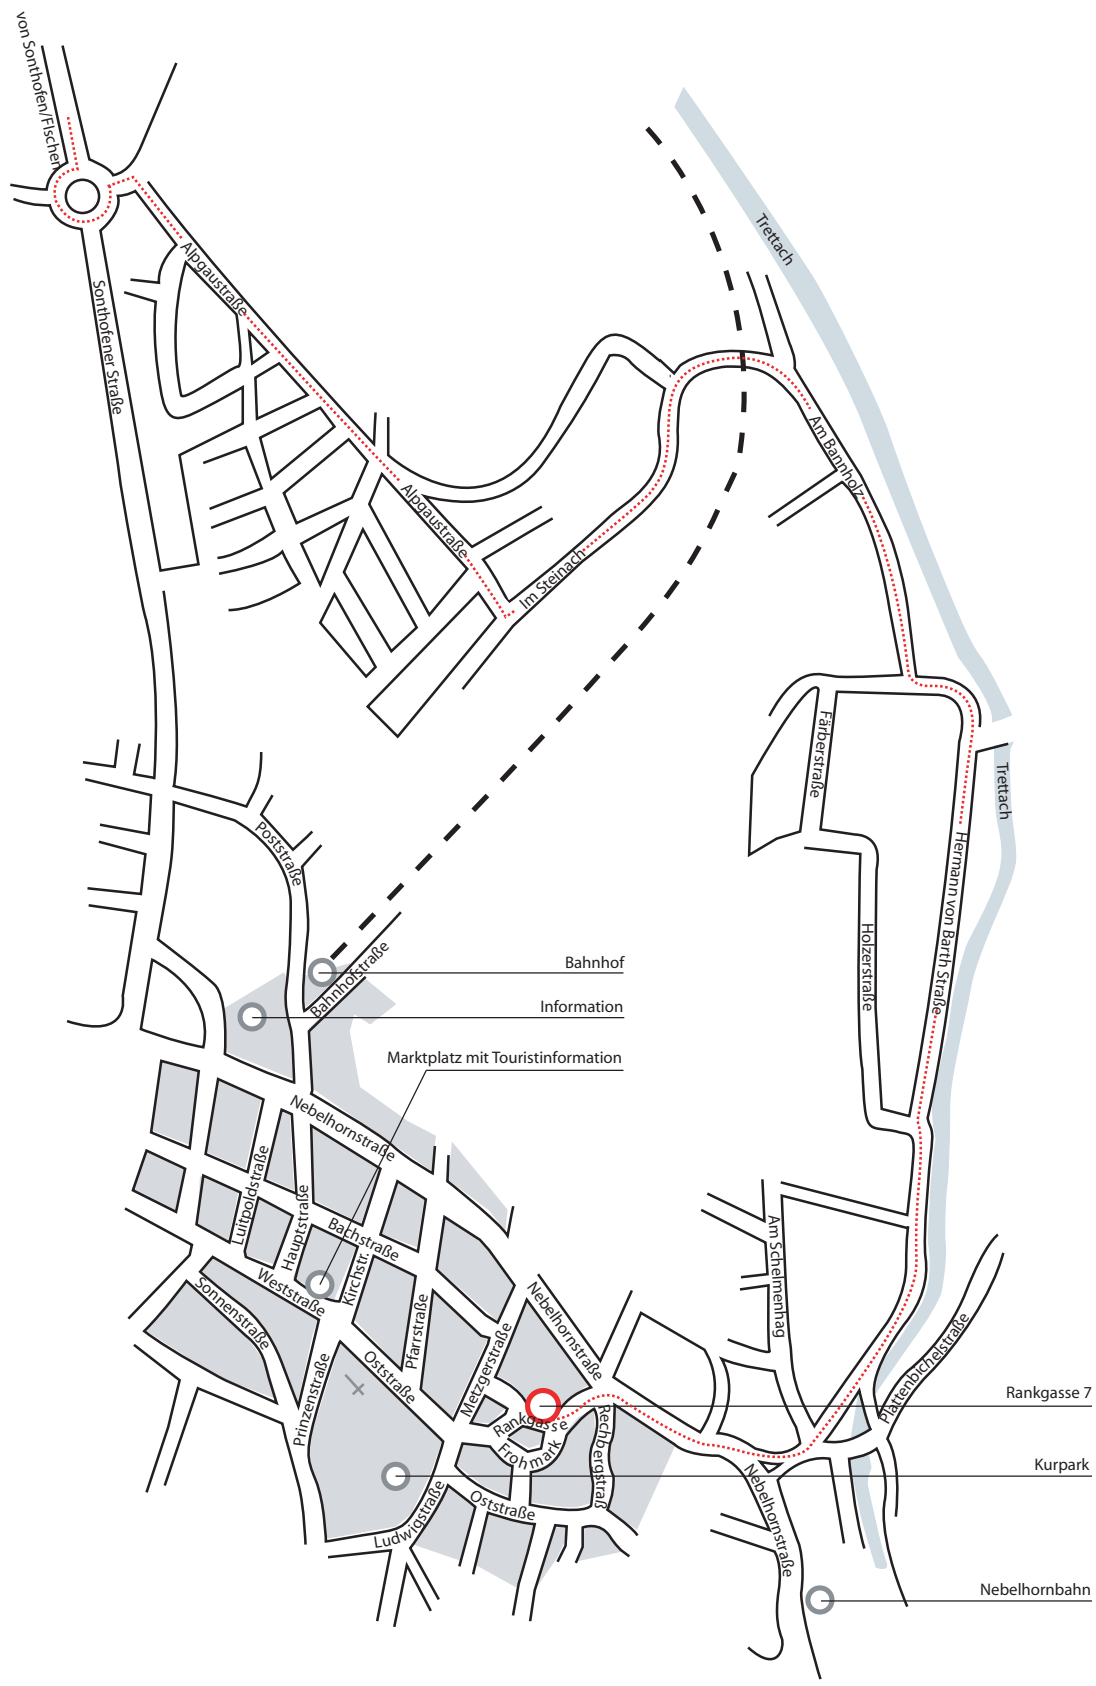 von Sonthofen/FIschen
Trettach
Alpgaustraße
Sonthofener Straße
Am Bannholz
Alpgaustraße
Im Steinach
Färberstraße
Trettach
Poststraße
Hermann von Barth Straße
Holzerstraße
Bahnhofstraße
Bahnhof
Information
Marktplatz mit Touristinformation
Nebelhornstraße
Luitpoldstraße
Hauptstraße
Bachstraße
Kirchstr.
Am Schelmenhag
Weststraße
Sonnenstraße
Nebelhornstraße
Pfarrstraße
Metzgerstraße
Oststraße
Prinzenstraße
Plattenbichelstraße
Rankgasse 7
Rankgasse
Frohmark
Rechbergstraß
Kurpark
Oststraße
Ludwigstraße
Nebelhornstraße
Nebelhornbahn